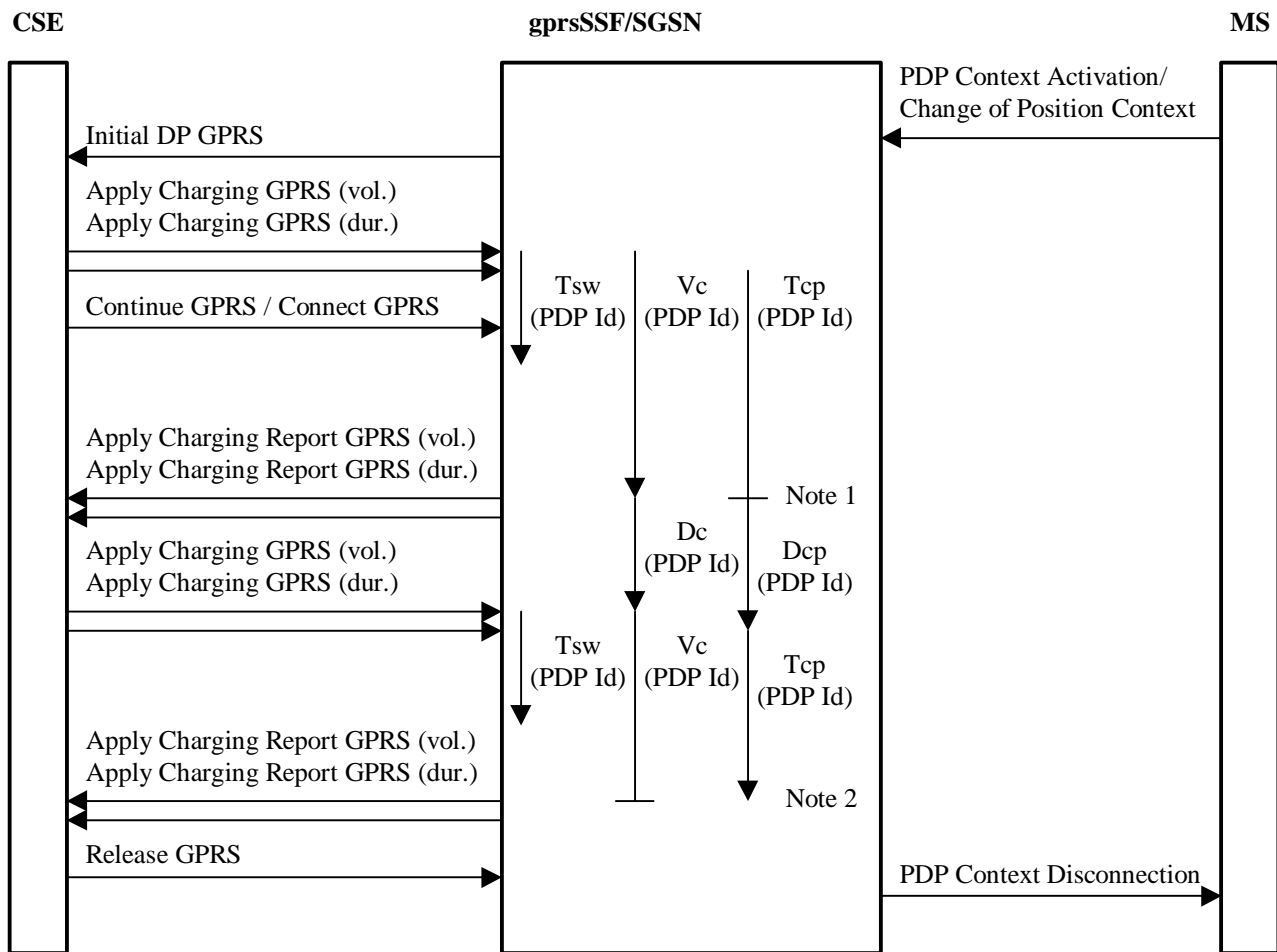 CSE
gprsSSF/SGSN
MS
PDP Context Activation/
Change of Position Context
Initial DP GPRS
Apply Charging GPRS (vol.)
Apply Charging GPRS (dur.)
Tsw
(PDP Id)
Vc
(PDP Id)
Tcp
(PDP Id)
Continue GPRS / Connect GPRS
Apply Charging Report GPRS (vol.)
Apply Charging Report GPRS (dur.)
Note 1
Dc
(PDP Id)
Dcp
(PDP Id)
Apply Charging GPRS (vol.)
Apply Charging GPRS (dur.)
Tsw
(PDP Id)
Vc
(PDP Id)
Tcp
(PDP Id)
Apply Charging Report GPRS (vol.)
Apply Charging Report GPRS (dur.)
Note 2
Release GPRS
PDP Context Disconnection